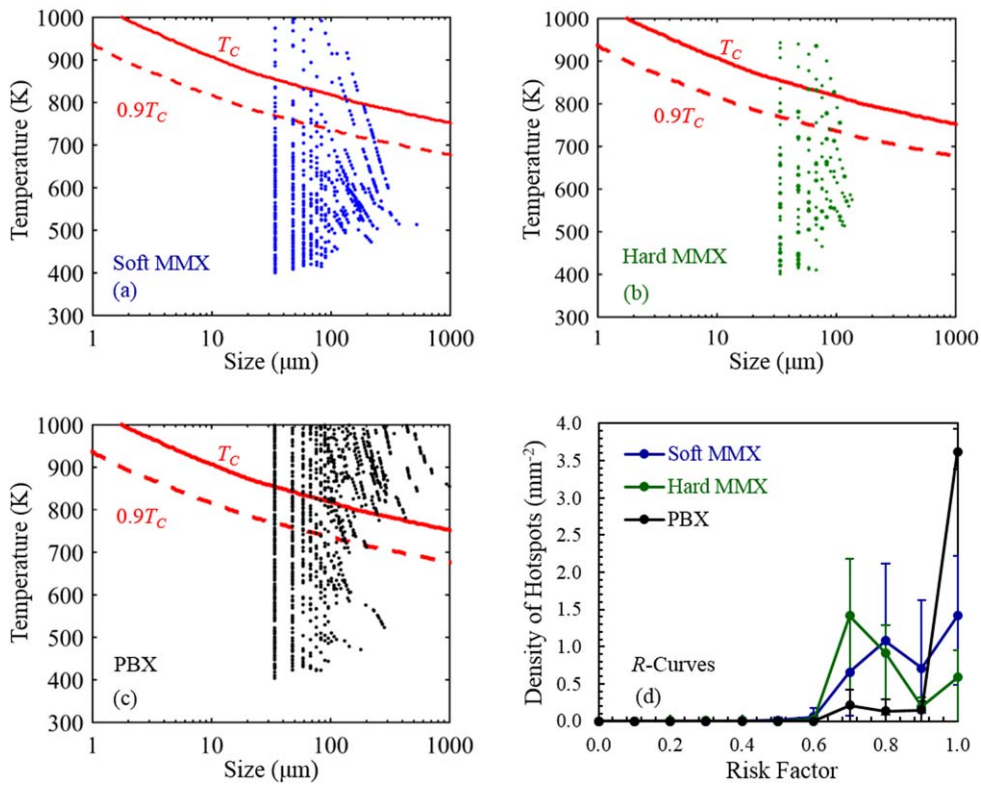 1000
900
800
700
600
500
400
300
Temperature (K)
T_C
0.9T_C
Soft MMX
(a)
1 10 100 1000
Size (μm)
1000
900
800
700
600
500
400
300
Temperature (K)
T_C
0.9T_C
Hard MMX
(b)
1 10 100 1000
Size (μm)
1000
900
800
700
600
500
400
300
Temperature (K)
T_C
0.9T_C
PBX
(c)
1 10 100 1000
Size (μm)
4.0
3.5
3.0
2.5
2.0
1.5
1.0
0.5
0.0
Density of Hotspots (mm⁻²)
Soft MMX
Hard MMX
PBX
R-Curves
(d)
0.0 0.2 0.4 0.6 0.8 1.0
Risk Factor